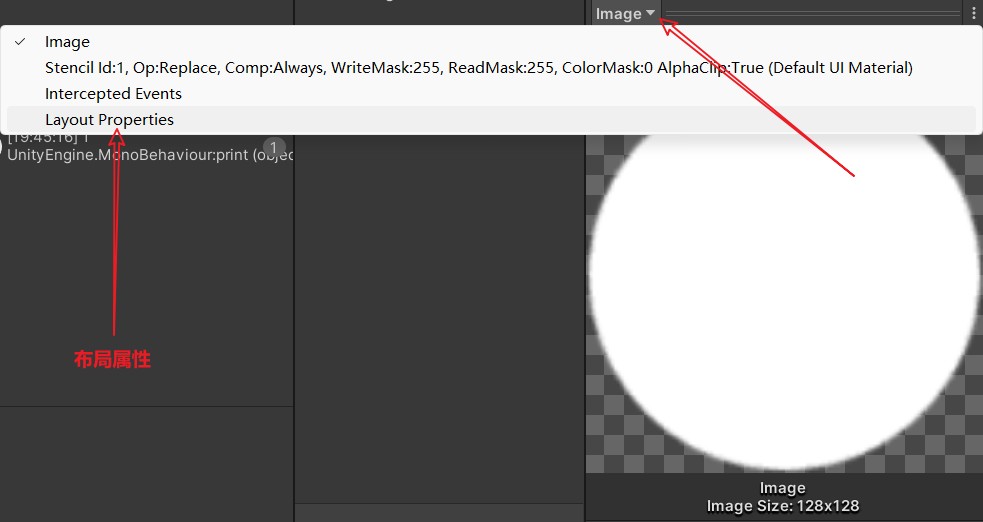 Image
Image
Stencil Id:1, Op:Replace, Comp:Always, WriteMask:255, ReadMask:255, ColorMask:0 AlphaClip:True (Default UI Material)
Intercepted Events
Layout Properties
[19:45:16] 1
UnityEngine.MonoBehaviour:print (objec
1
布局属性
Image
Image Size: 128x128